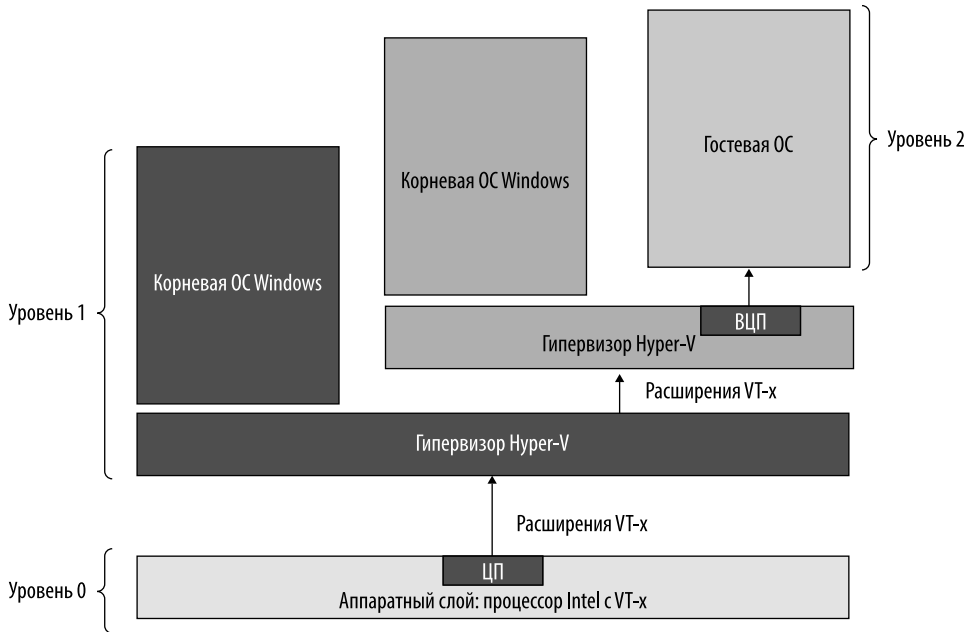 Гостевая ОС
Уровень 2
Корневая ОС Windows
Корневая ОС Windows
Уровень 1
ВЦП
Гипервизор Hyper-V
Расширения VT-x
Гипервизор Hyper-V
Расширения VT-x
ЦП
Уровень 0
Аппаратный слой: процессор Intel с VT-x